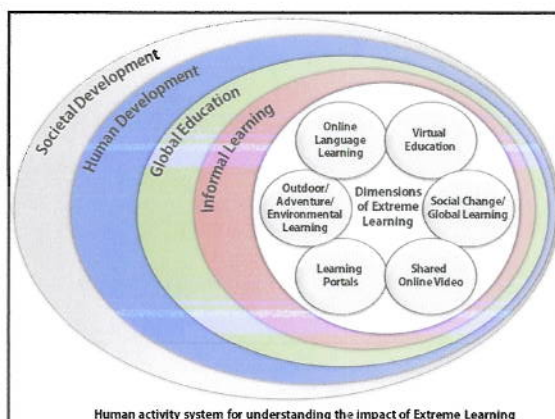 Societal Development
Human Development
Global Education
Informal Learning
Online
Language
Learning
Virtual
Education
Outdoor/
Adventure/
Environmental
Learning
Dimensions
of Extreme
Learning
Social Change/
Global Learning
Learning
Portals
Shared
Online Video
Human activity system for understanding the impact of Extreme Learning